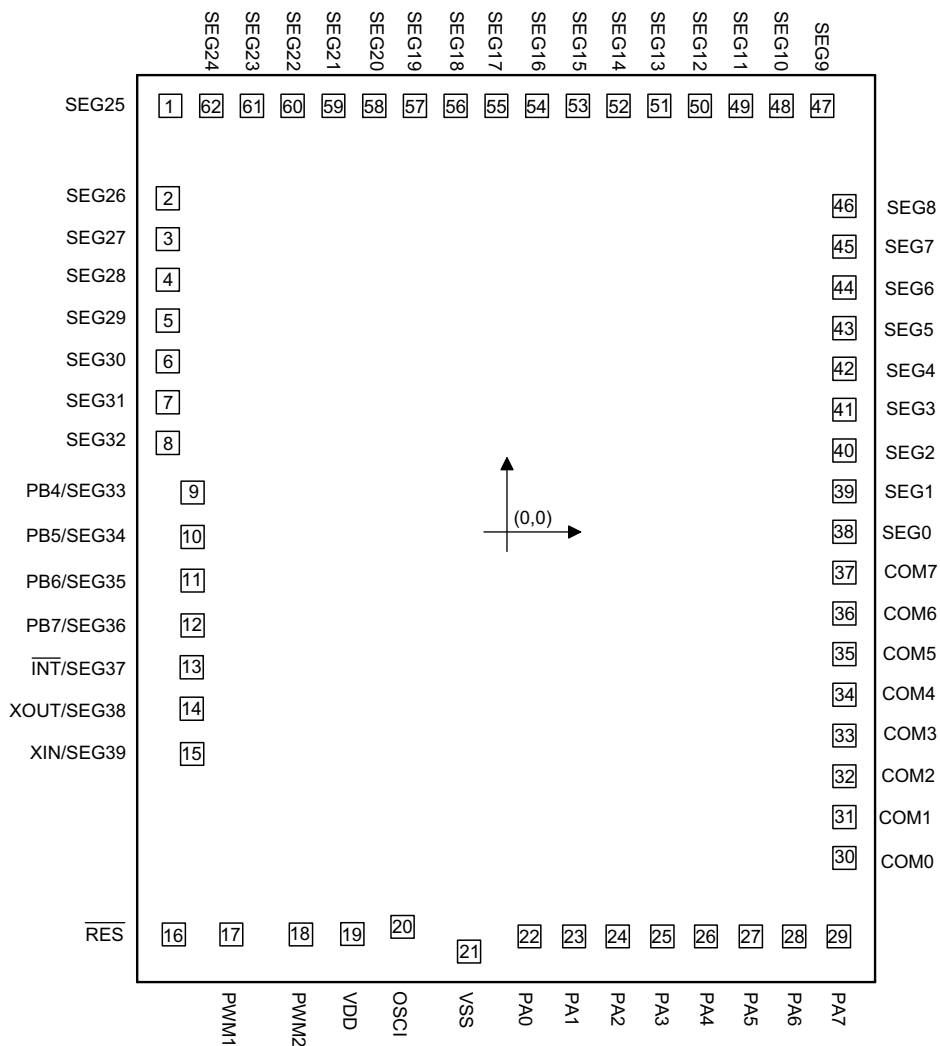 SEG24 SEG23 SEG22 SEG21 SEG20 SEG19 SEG18 SEG17 SEG16 SEG15 SEG14 SEG13 SEG12 SEG11 SEG10 SEG9
SEG25 1 62 61 60 59 58 57 56 55 54 53 52 51 50 49 48 47
SEG26 2
46 SEG8
SEG27 3
45 SEG7
SEG28 4
44 SEG6
SEG29 5
43 SEG5
SEG30 6
42 SEG4
SEG31 7
41 SEG3
SEG32 8
40 SEG2
PB4/SEG33 9
39 SEG1
(0,0)
PB5/SEG34 10
38 SEG0
PB6/SEG35 11
37 COM7
PB7/SEG36 12
36 COM6
INT/SEG37 13
35 COM5
XOUT/SEG38 14
34 COM4
33 COM3
XIN/SEG39 15
32 COM2
31 COM1
30 COM0
RES 16 17 18 19 20 21 22 23 24 25 26 27 28 29
PWM1 PWM2 VDD OSCI VSS PA0 PA1 PA2 PA3 PA4 PA5 PA6 PA7